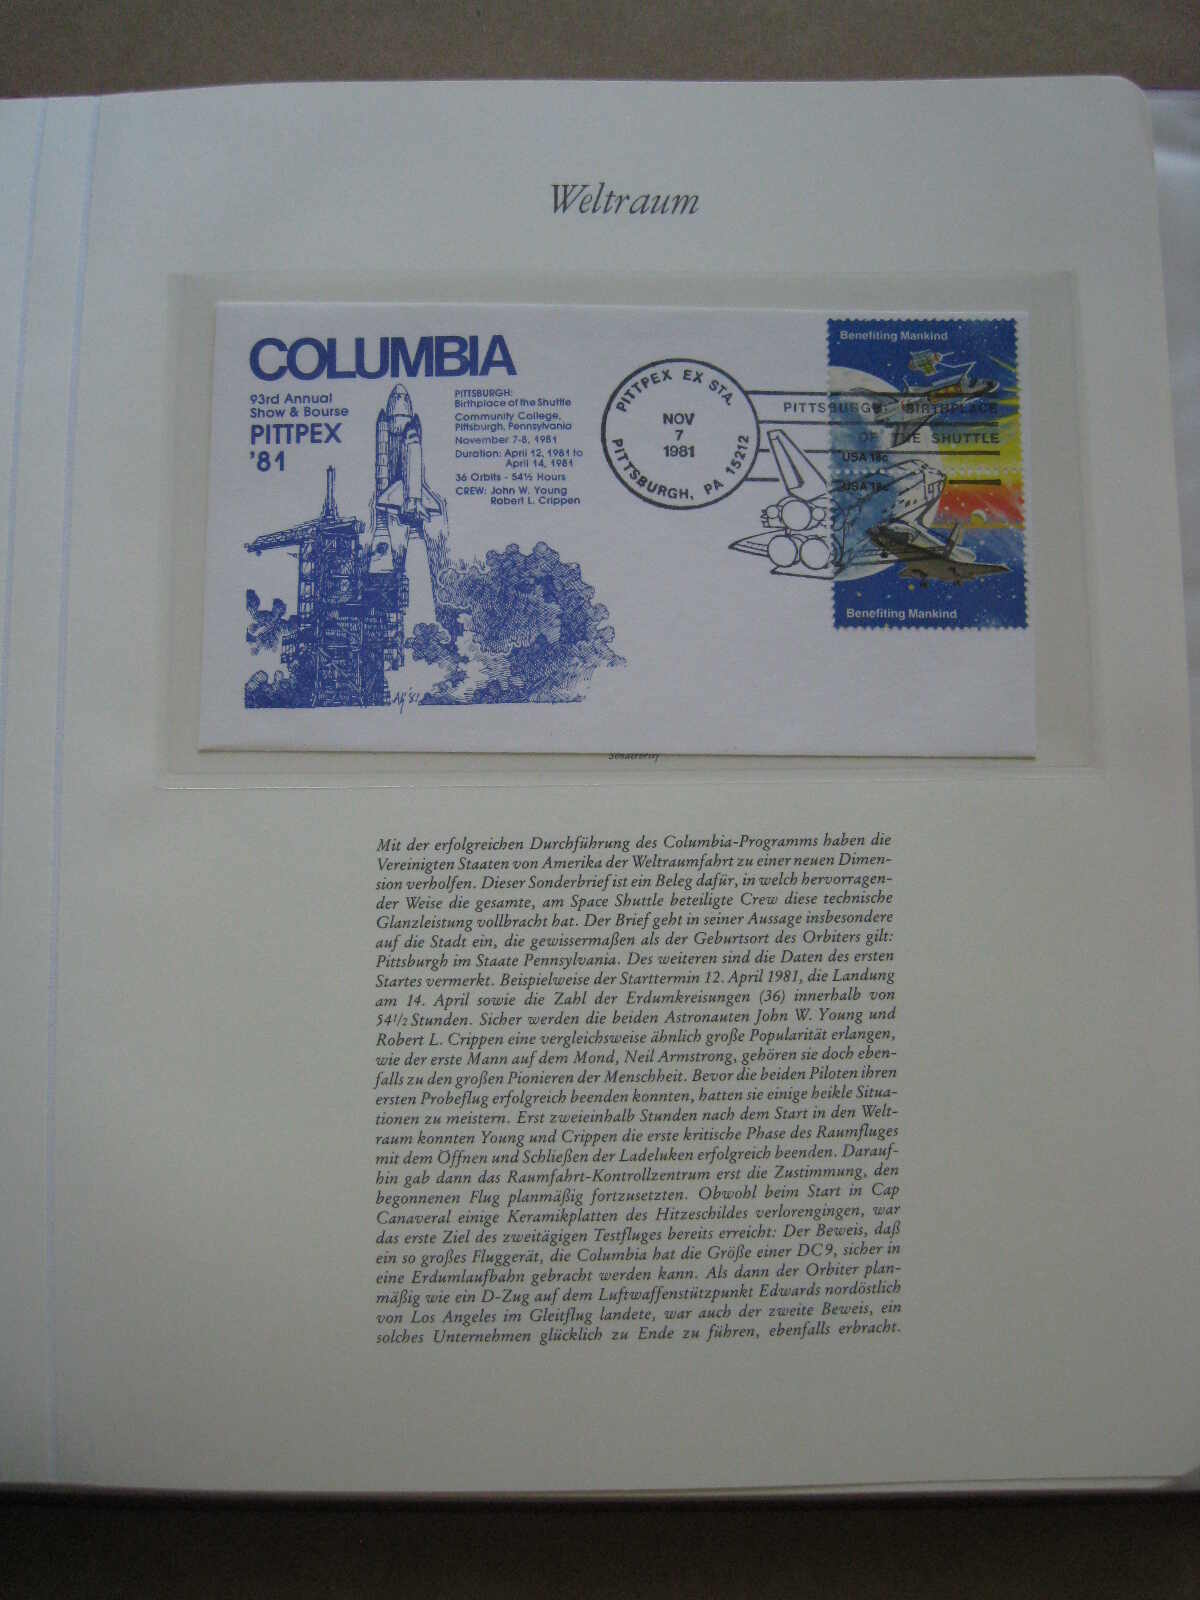 Weltraum
COLUMBIA
93rd Annual
Show & Bourse
PITTPEX
'81
PITTSBURGH:
Birthplace of the Shuttle
Community College,
Pittsburgh, Pennsylvania
November 7-8, 1981
Duration: April 12, 1981 to
April 14, 1981
36 Orbits - 54½ Hours
CREW: John W. Young
Robert L. Crippen
PITTPEX EX STA.
NOV
7
1981
PITTSBURGH, PA 15212
PITTSBURGH: BIRTHPLACE
OF THE SHUTTLE
Benefiting Mankind
USA 18c
USA 18c
Benefiting Mankind
Sonderbrief
Mit der erfolgreichen Durchführung des Columbia-Programms haben die
Vereinigten Staaten von Amerika der Weltraumfahrt zu einer neuen Dimen-
sion verholfen. Dieser Sonderbrief ist ein Beleg dafür, in welch hervorragen-
der Weise die gesamte, am Space Shuttle beteiligte Crew diese technische
Glanzleistung vollbracht hat. Der Brief geht in seiner Aussage insbesondere
auf die Stadt ein, die gewissermaßen als der Geburtsort des Orbiters gilt:
Pittsburgh im Staate Pennsylvania. Des weiteren sind die Daten des ersten
Startes vermerkt. Beispielweise der Starttermin 12. April 1981, die Landung
am 14. April sowie die Zahl der Erdumkreisungen (36) innerhalb von
54 1/2 Stunden. Sicher werden die beiden Astronauten John W. Young und
Robert L. Crippen eine vergleichsweise ähnlich große Popularität erlangen,
wie der erste Mann auf dem Mond, Neil Armstrong, gehören sie doch eben-
falls zu den großen Pionieren der Menschheit. Bevor die beiden Piloten ihren
ersten Probeflug erfolgreich beenden konnten, hatten sie einige heikle Situa-
tionen zu meistern. Erst zweieinhalb Stunden nach dem Start in den Welt-
raum konnten Young und Crippen die erste kritische Phase des Raumfluges
mit dem Öffnen und Schließen der Ladeluken erfolgreich beenden. Darauf-
hin gab dann das Raumfahrt-Kontrollzentrum erst die Zustimmung, den
begonnenen Flug planmäßig fortzusetzten. Obwohl beim Start in Cap
Canaveral einige Keramikplatten des Hitzeschildes verlorengingen, war
das erste Ziel des zweitägigen Testfluges bereits erreicht: Der Beweis, daß
ein so großes Fluggerät, die Columbia hat die Größe einer DC 9, sicher in
eine Erdumlaufbahn gebracht werden kann. Als dann der Orbiter plan-
mäßig wie ein D-Zug auf dem Luftwaffenstützpunkt Edwards nordöstlich
von Los Angeles im Gleitflug landete, war auch der zweite Beweis, ein
solches Unternehmen glücklich zu Ende zu führen, ebenfalls erbracht.